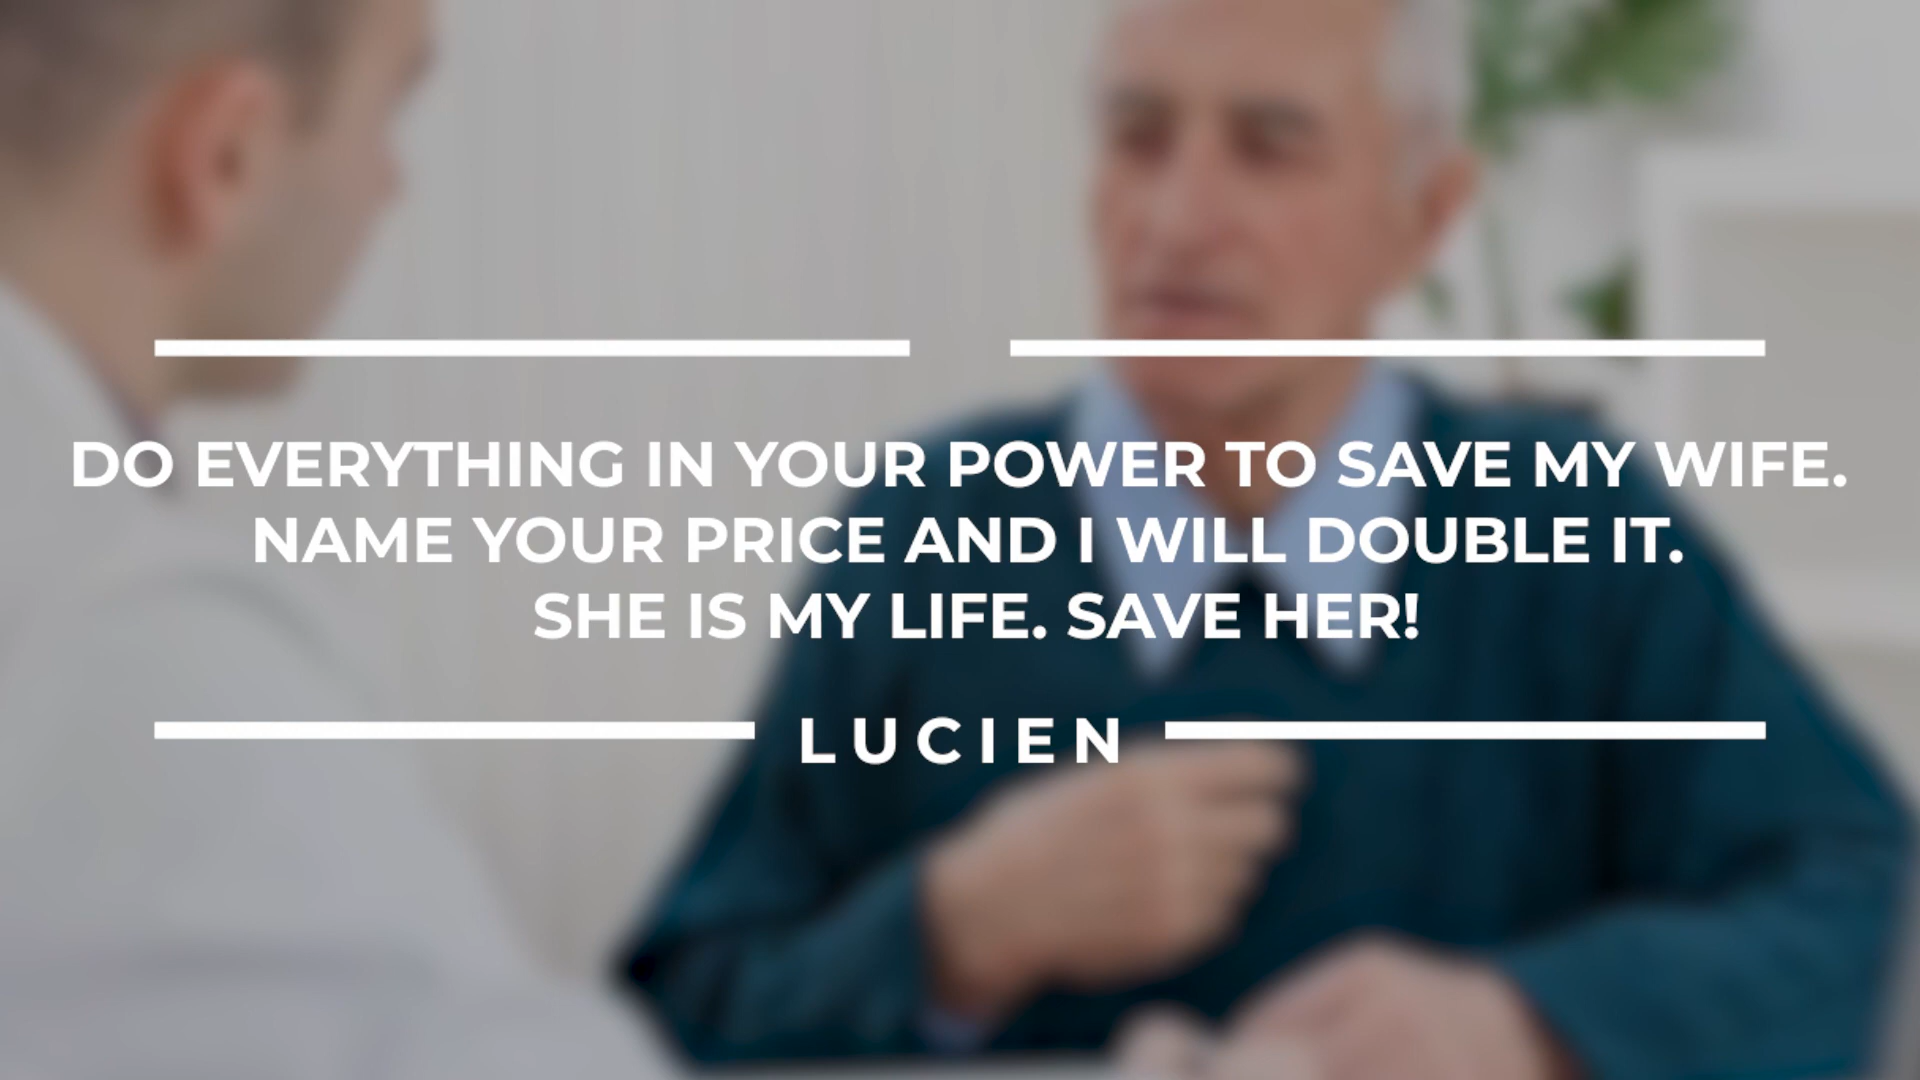 DO EVERYTHING IN YOUR POWER TO SAVE MY WIFE.
NAME YOUR PRICE AND I WILL DOUBLE IT.
SHE IS MY LIFE. SAVE HER!
LUCIEN